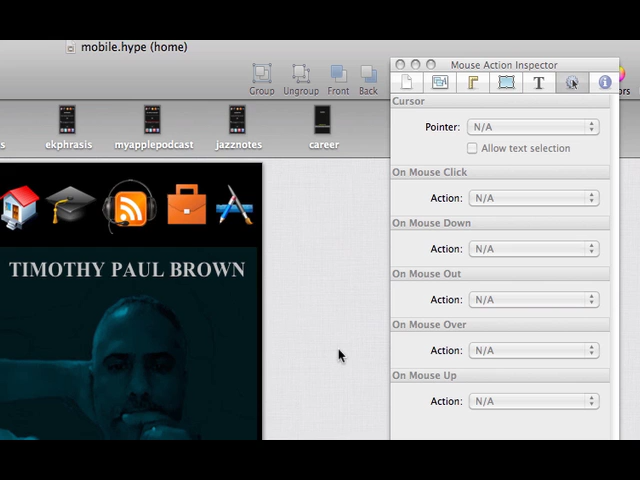 mobile.hype (home)
Mouse Action Inspector
Group Ungroup Front Back
ors
T
i
Cursor
Pointer: N/A
Allow text selection
s ekphrasis myapplepodcast jazznotes career
On Mouse Click
Action: N/A
On Mouse Down
Action: N/A
On Mouse Out
Action: N/A
On Mouse Over
Action: N/A
On Mouse Up
Action: N/A
TIMOTHY PAUL BROWN